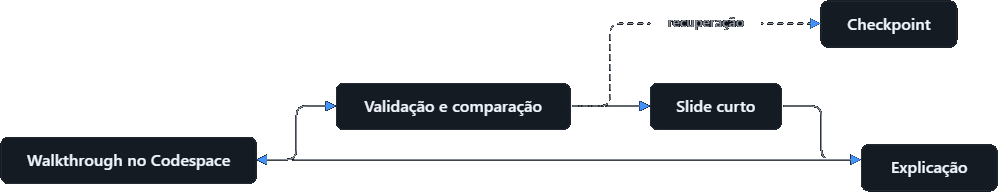 recuperação
Checkpoint
Validação e comparação
Slide curto
Walkthrough no Codespace
Explicação